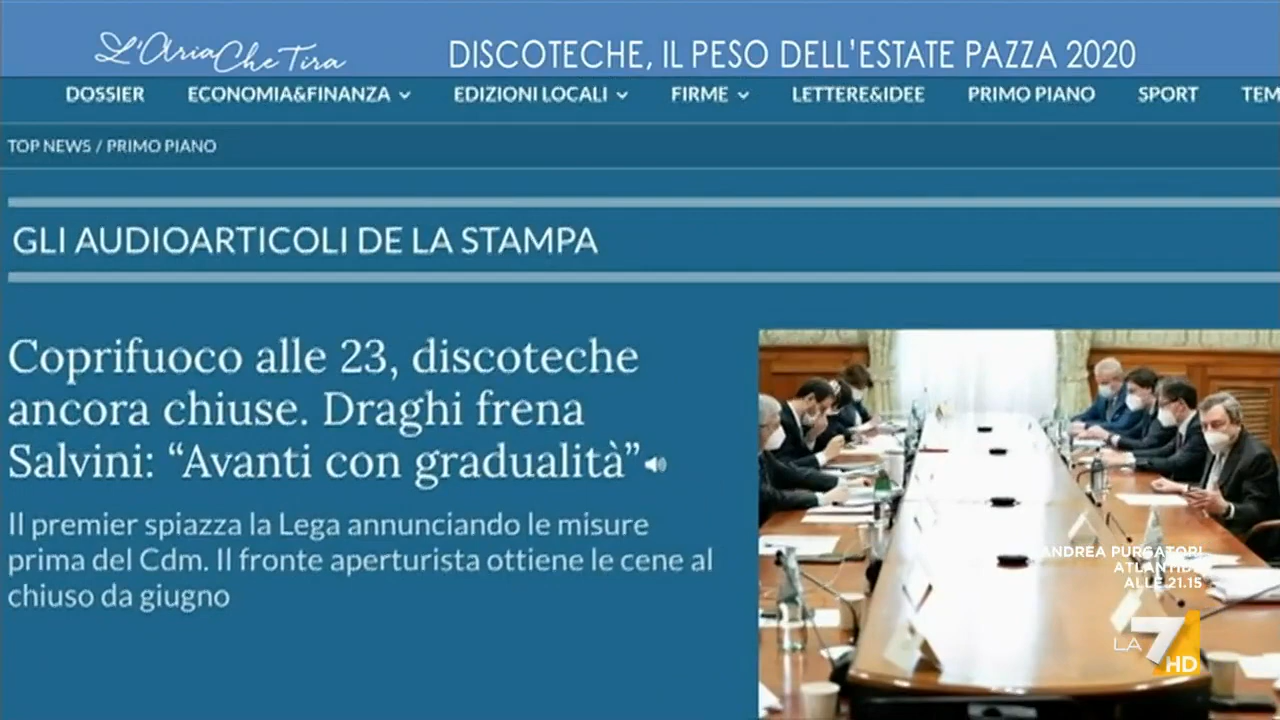 L'Aria Che Tira
DISCOTECHE, IL PESO DELL'ESTATE PAZZA 2020
DOSSIER ECONOMIA&FINANZA EDIZIONI LOCALI FIRME LETTERE&IDEE PRIMO PIANO SPORT TEM
TOP NEWS / PRIMO PIANO
GLI AUDIOARTICOLI DE LA STAMPA
Coprifuoco alle 23, discoteche
ancora chiuse. Draghi frena
Salvini: “Avanti con gradualità”
Il premier spiazza la Lega annunciando le misure
prima del Cdm. Il fronte aperturista ottiene le cene al
chiuso da giugno
ANDREA PURGATORI
ATLANTIDE
ALLE 21.15
LA 7 HD